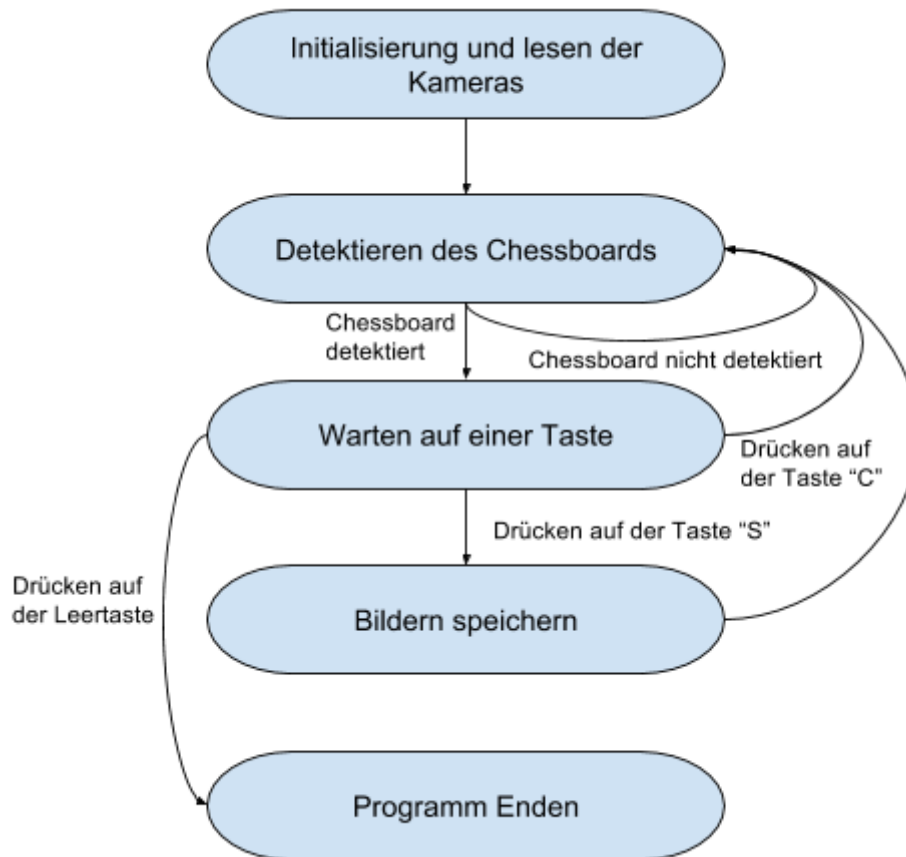 Initialisierung und lesen der
Kameras
Detektieren des Chessboards
Chessboard
detektiert
Chessboard nicht detektiert
Warten auf einer Taste
Drücken auf
der Taste “C”
Drücken auf der Taste “S”
Drücken auf
der Leertaste
Bildern speichern
Programm Enden